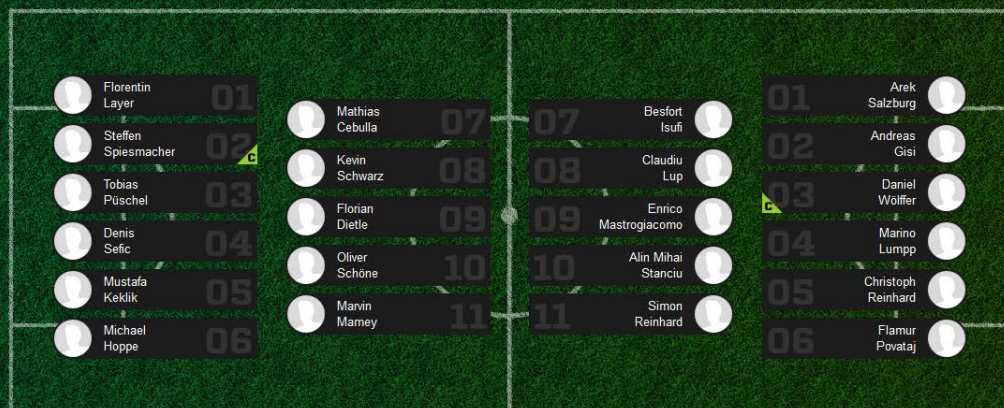 Florentin
Layer
01
Steffen
Spiesmacher
02
C
Tobias
Püschel
03
Denis
Sefic
04
Mustafa
Keklik
05
Michael
Hoppe
06
Mathias
Cebulla
07
Kevin
Schwarz
08
Florian
Dietle
09
Oliver
Schöne
10
Marvin
Mamey
11
07
Besfort
Isufi
08
Claudiu
Lup
09
Enrico
Mastrogiacomo
10
Alin Mihai
Stanciu
11
Simon
Reinhard
01
Arek
Salzburg
02
Andreas
Gisi
C
03
Daniel
Wölffer
04
Marino
Lumpp
05
Christoph
Reinhard
06
Flamur
Povataj